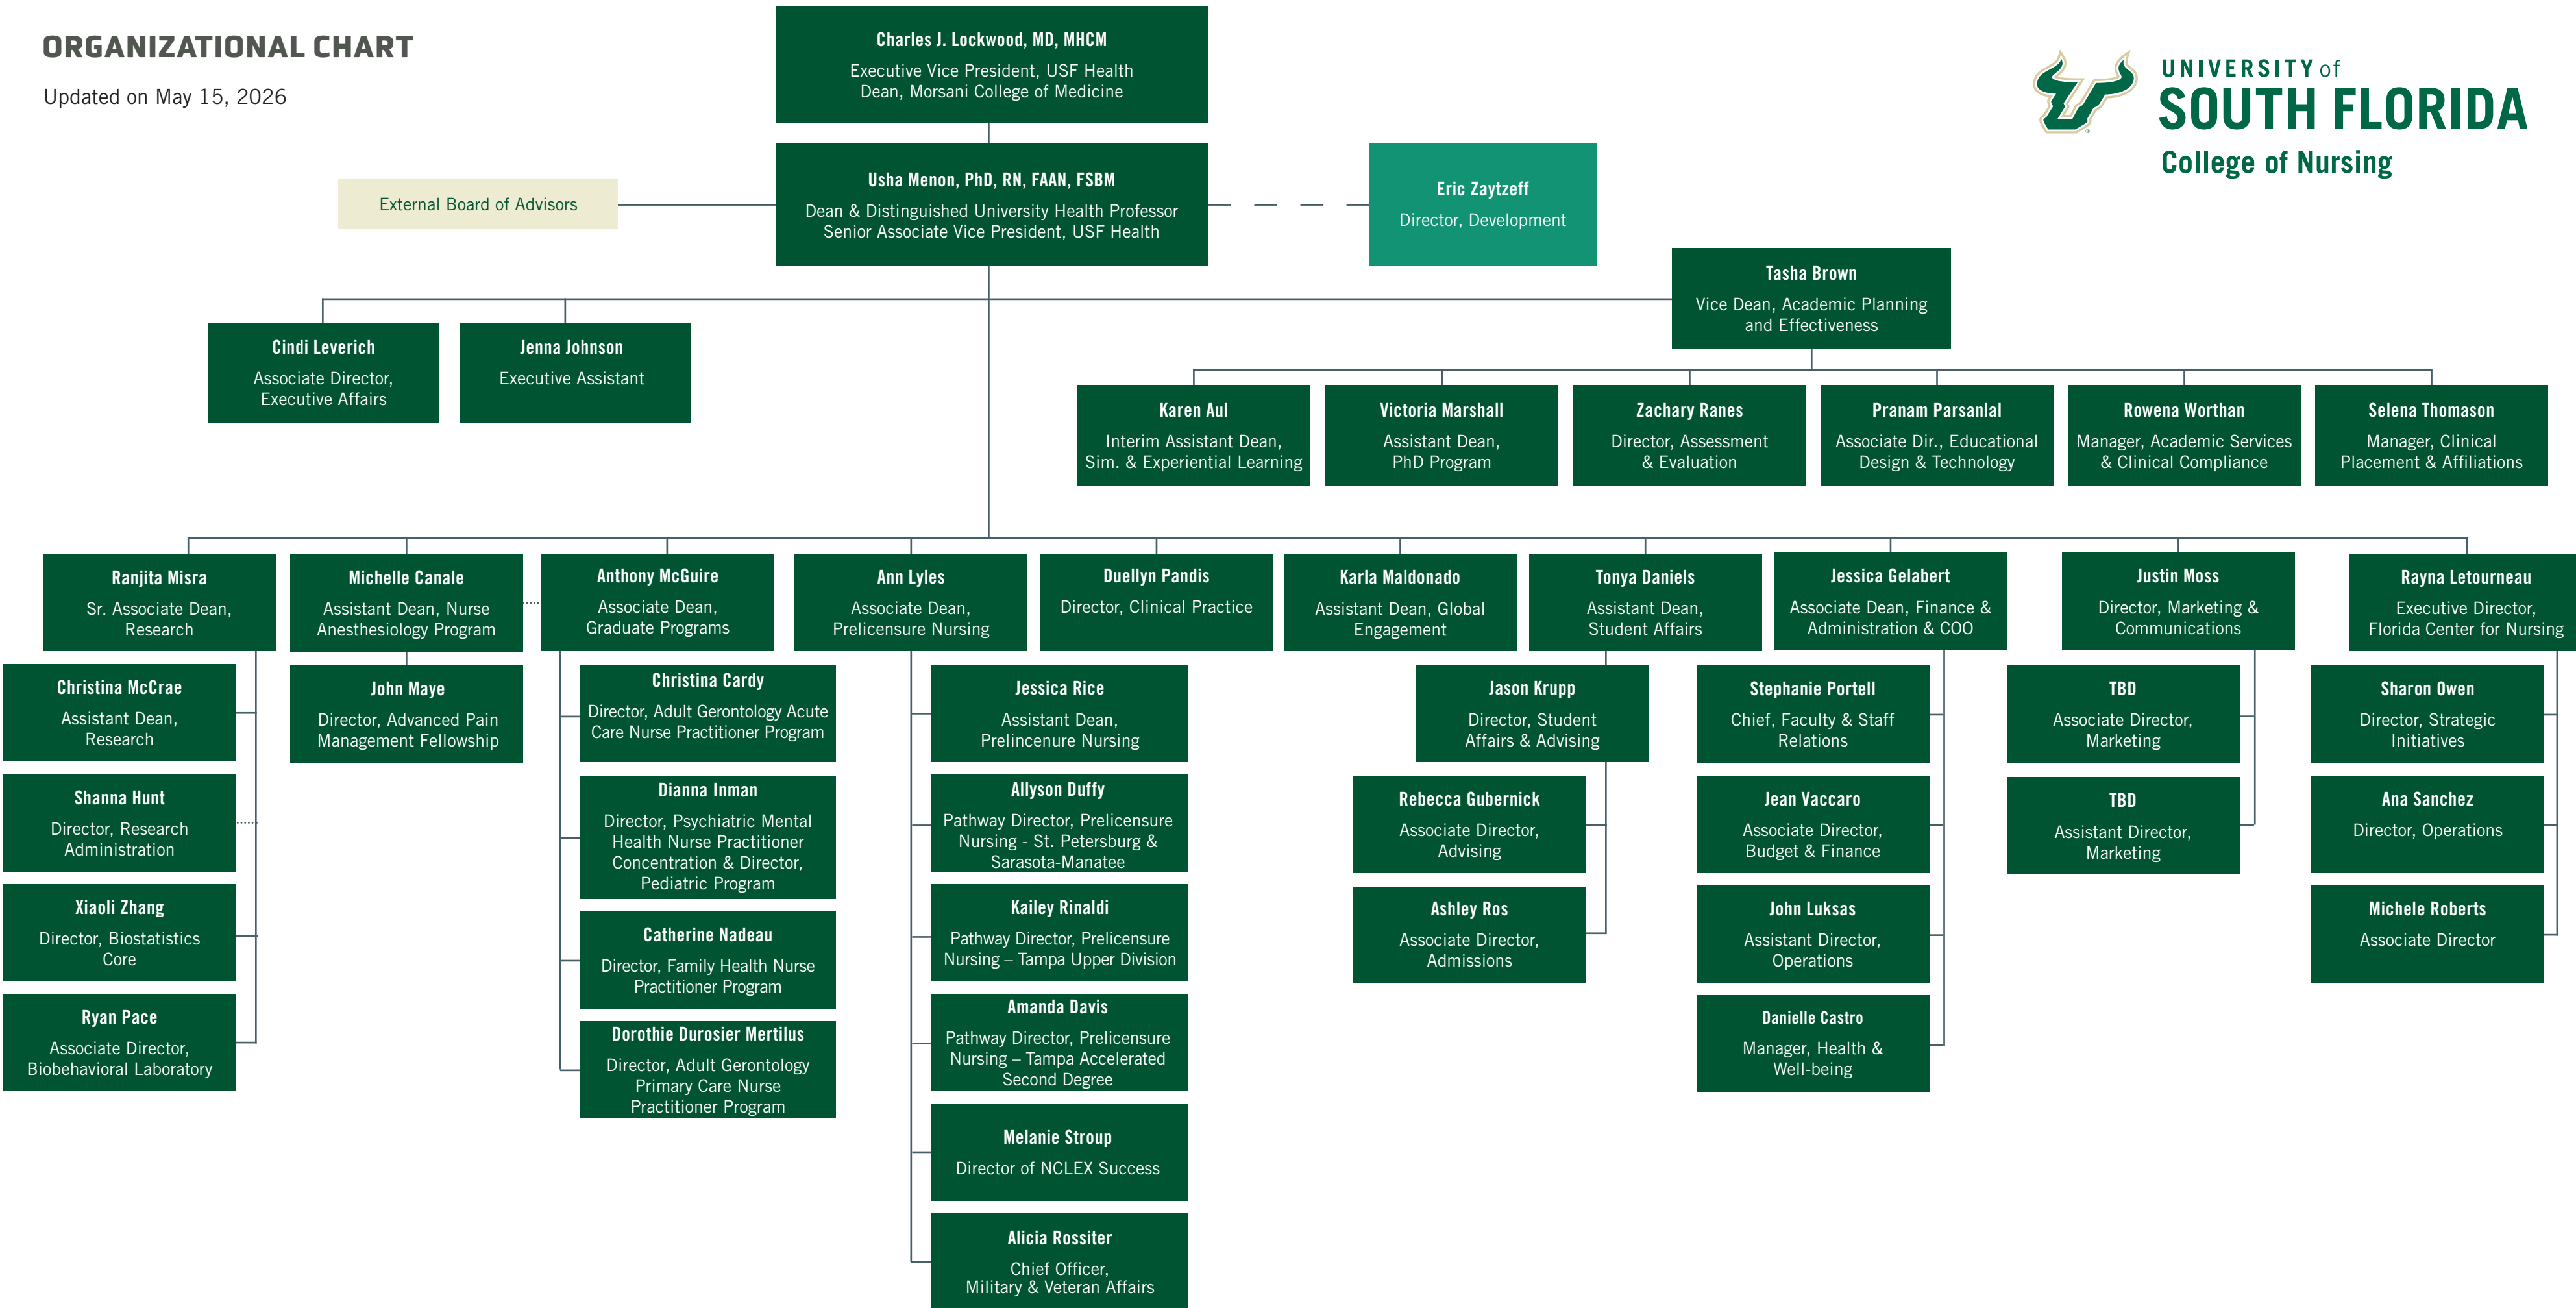 ORGANIZATIONAL CHART
Updated on May 15, 2026
Charles J. Lockwood, MD, MHCM
Executive Vice President, USF Health
Dean, Morsani College of Medicine
UNIVERSITY of
SOUTH FLORIDA
College of Nursing
External Board of Advisors
Usha Menon, PhD, RN, FAAN, FSBM
Dean & Distinguished University Health Professor
Senior Associate Vice President, USF Health
Eric Zaytzeff
Director, Development
Tasha Brown
Vice Dean, Academic Planning
and Effectiveness
Cindi Leverich
Associate Director,
Executive Affairs
Jenna Johnson
Executive Assistant
Karen Aul
Interim Assistant Dean,
Sim. & Experiential Learning
Victoria Marshall
Assistant Dean,
PhD Program
Zachary Ranes
Director, Assessment
& Evaluation
Pranam Parsanlal
Associate Dir., Educational
Design & Technology
Rowena Worthan
Manager, Academic Services
& Clinical Compliance
Selena Thomason
Manager, Clinical
Placement & Affiliations
Ranjita Misra
Sr. Associate Dean,
Research
Michelle Canale
Assistant Dean, Nurse
Anesthesiology Program
Anthony McGuire
Associate Dean,
Graduate Programs
Ann Lyles
Associate Dean,
Prelicensure Nursing
Duellyn Pandis
Director, Clinical Practice
Karla Maldonado
Assistant Dean, Global
Engagement
Tonya Daniels
Assistant Dean,
Student Affairs
Jessica Gelabert
Associate Dean, Finance &
Administration & COO
Justin Moss
Director, Marketing &
Communications
Rayna Letourneau
Executive Director,
Florida Center for Nursing
Christina McCrae
Assistant Dean,
Research
Shanna Hunt
Director, Research
Administration
Xiaoli Zhang
Director, Biostatistics
Core
Ryan Pace
Associate Director,
Biobehavioral Laboratory
John Maye
Director, Advanced Pain
Management Fellowship
Christina Cardy
Director, Adult Gerontology Acute
Care Nurse Practitioner Program
Dianna Inman
Director, Psychiatric Mental
Health Nurse Practitioner
Concentration & Director,
Pediatric Program
Catherine Nadeau
Director, Family Health Nurse
Practitioner Program
Dorothie Durosier Mertilus
Director, Adult Gerontology
Primary Care Nurse
Practitioner Program
Jessica Rice
Assistant Dean,
Prelincenure Nursing
Allyson Duffy
Pathway Director, Prelicensure
Nursing - St. Petersburg &
Sarasota-Manatee
Kailey Rinaldi
Pathway Director, Prelicensure
Nursing – Tampa Upper Division
Amanda Davis
Pathway Director, Prelicensure
Nursing – Tampa Accelerated
Second Degree
Melanie Stroup
Director of NCLEX Success
Alicia Rossiter
Chief Officer,
Military & Veteran Affairs
Jason Krupp
Director, Student
Affairs & Advising
Rebecca Gubernick
Associate Director,
Advising
Ashley Ros
Associate Director,
Admissions
Stephanie Portell
Chief, Faculty & Staff
Relations
Jean Vaccaro
Associate Director,
Budget & Finance
John Luksas
Assistant Director,
Operations
Danielle Castro
Manager, Health &
Well-being
TBD
Associate Director,
Marketing
TBD
Assistant Director,
Marketing
Sharon Owen
Director, Strategic
Initiatives
Ana Sanchez
Director, Operations
Michele Roberts
Associate Director